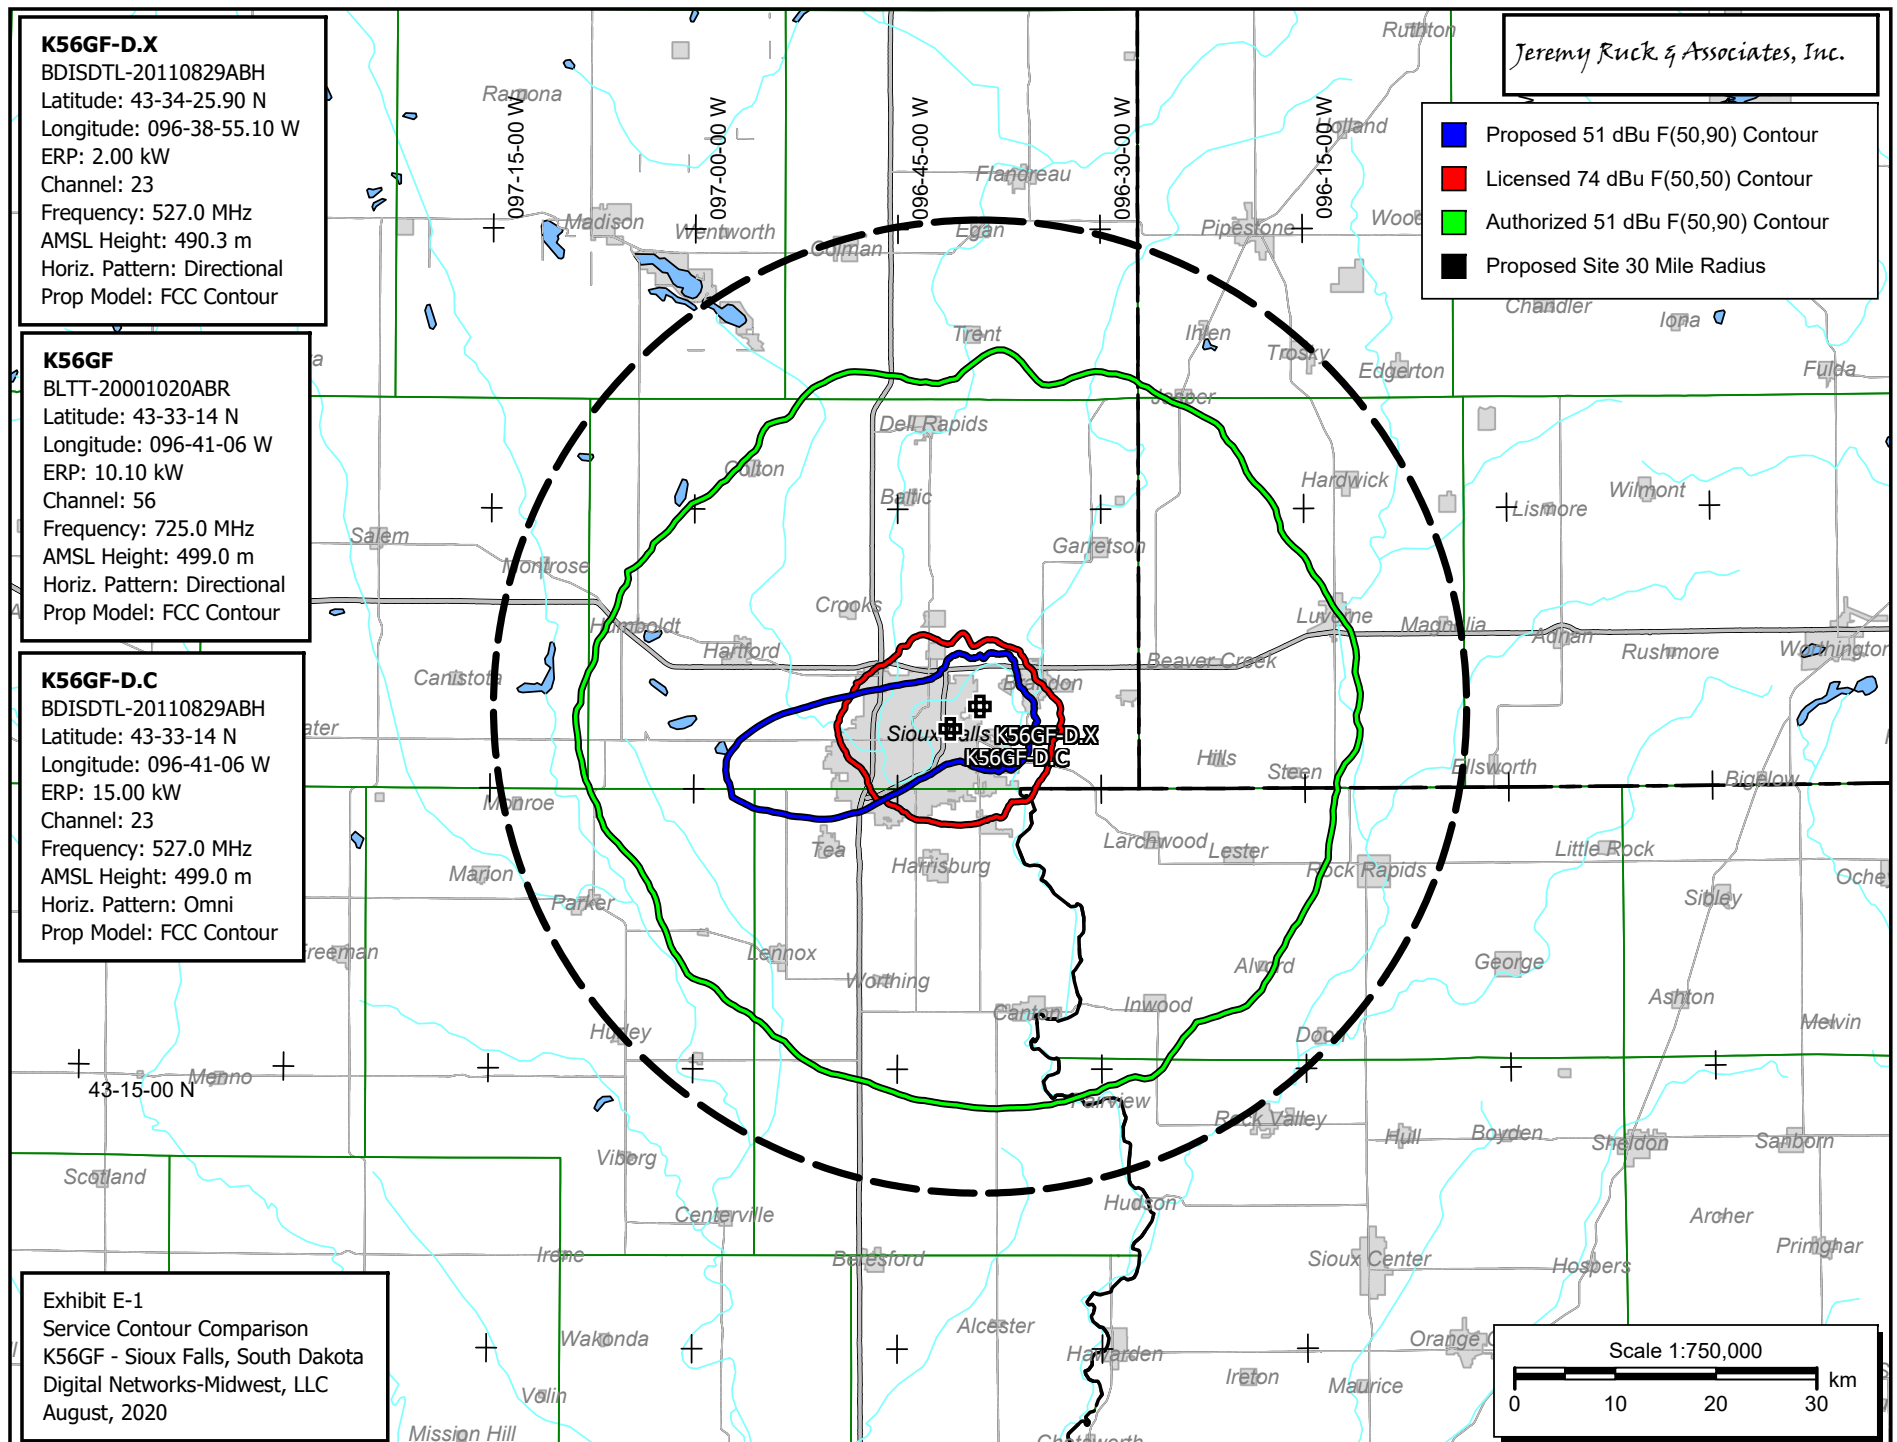 K56GF-D.X
BDISDTL-20110829ABH
Latitude: 43-34-25.90 N
Longitude: 096-38-55.10 W
ERP: 2.00 kW
Channel: 23
Frequency: 527.0 MHz
AMSL Height: 490.3 m
Horiz. Pattern: Directional
Prop Model: FCC Contour
K56GF
BLTT-20001020ABR
Latitude: 43-33-14 N
Longitude: 096-41-06 W
ERP: 10.10 kW
Channel: 56
Frequency: 725.0 MHz
AMSL Height: 499.0 m
Horiz. Pattern: Directional
Prop Model: FCC Contour
K56GF-D.C
BDISDTL-20110829ABH
Latitude: 43-33-14 N
Longitude: 096-41-06 W
ERP: 15.00 kW
Channel: 23
Frequency: 527.0 MHz
AMSL Height: 499.0 m
Horiz. Pattern: Omni
Prop Model: FCC Contour
Exhibit E-1
Service Contour Comparison
K56GF - Sioux Falls, South Dakota
Digital Networks-Midwest, LLC
August, 2020
Jeremy Ruck & Associates, Inc.
Proposed 51 dBu F(50,90) Contour
Licensed 74 dBu F(50,50) Contour
Authorized 51 dBu F(50,90) Contour
Proposed Site 30 Mile Radius
097-15-00 W
097-00-00 W
096-45-00 W
096-30-00 W
096-15-00 W
43-15-00 N
Ruthton
Ramona
Holland
Flandreau
Madison
Wentworth
Colman
Egan
Pipestone
Chandler
Iona
Trent
Ihlen
Trosky
Edgerton
Fulda
Jasper
Dell Rapids
Colton
Baltic
Hardwick
Wilmont
Lismore
Salem
Montrose
Garretson
Crooks
Humboldt
Hartford
Luverne
Magnolia
Adrian
Rushmore
Worthington
Beaver Creek
Canistota
Brandon
Sioux Falls
K56GF-D.X
K56GF-D.C
Hills
Steen
Ellsworth
Bigelow
Monroe
Tea
Harrisburg
Larchwood
Lester
Rock Rapids
Little Rock
Marion
Parker
Sibley
Lennox
Worthing
Alvord
George
Canton
Inwood
Ashton
Hurley
Doon
Melvin
Menno
Fairview
Rock Valley
Hull
Boyden
Sheldon
Sanborn
Scotland
Viborg
Hudson
Centerville
Archer
Irene
Beresford
Sioux Center
Hospers
Primghar
Wakonda
Alcester
Hawarden
Ireton
Maurice
Volin
Mission Hill
Scale 1:750,000
km
0 10 20 30